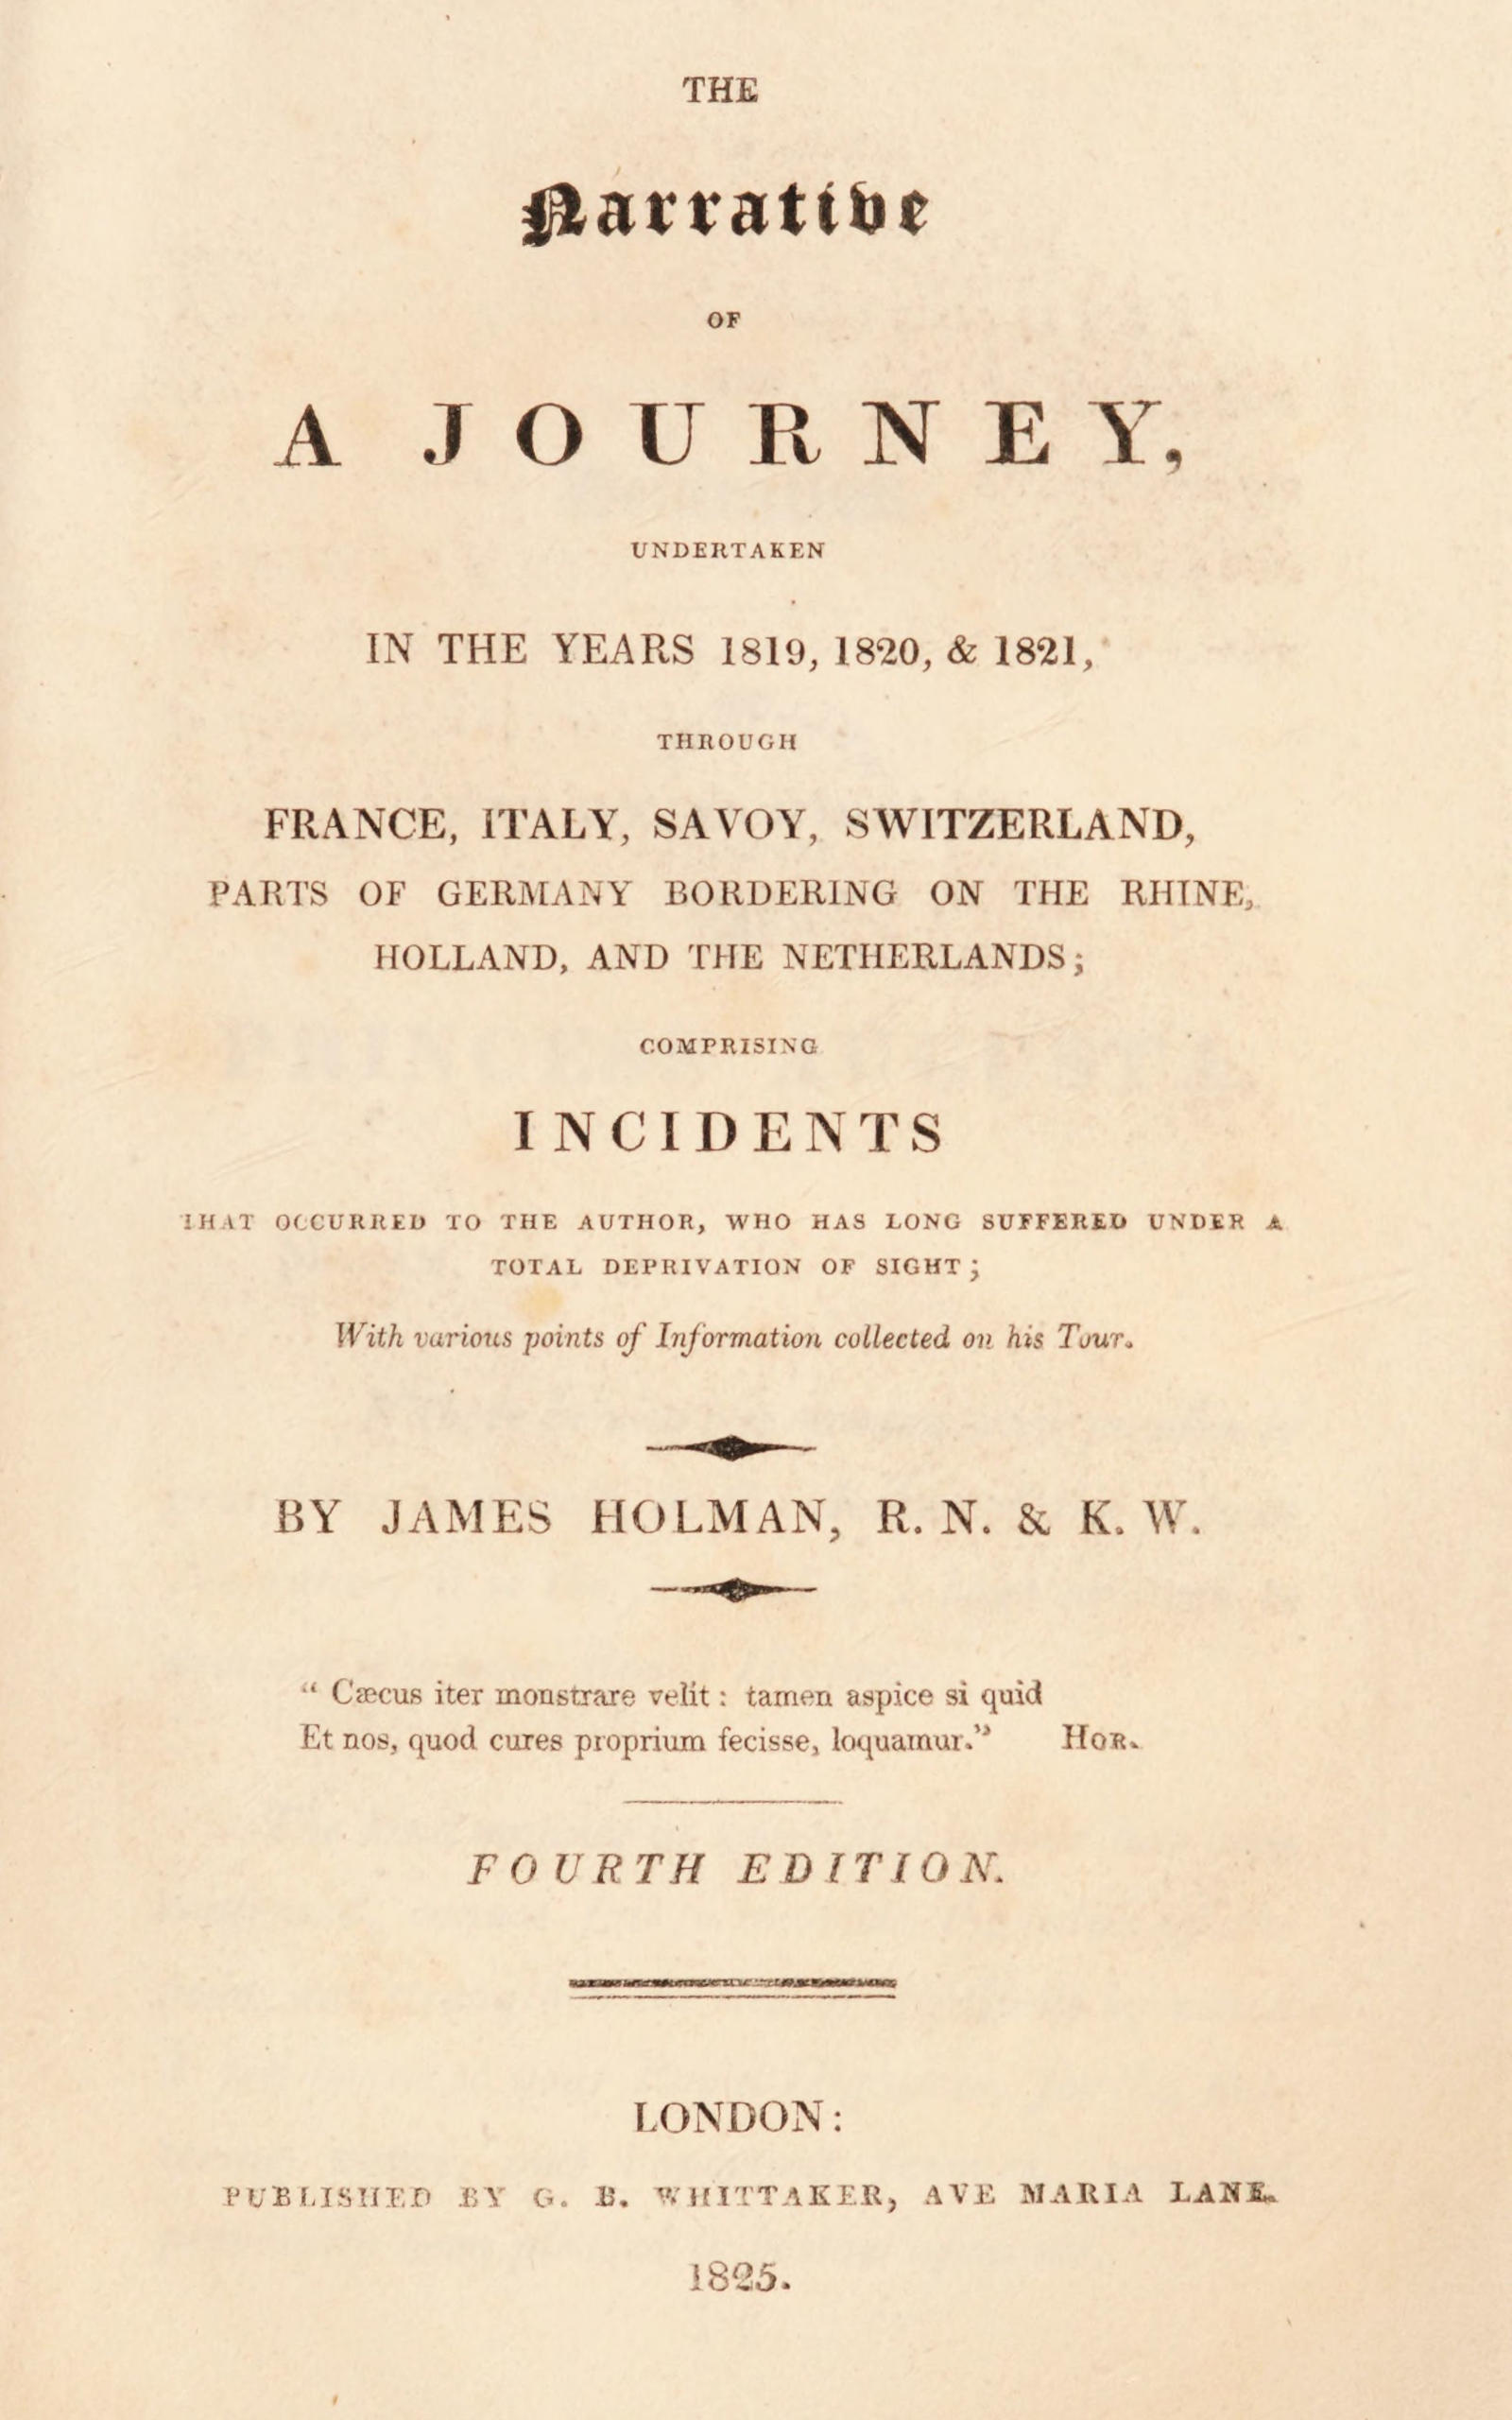 THE
Narrative
OF
A JOURNEY,
UNDERTAKEN
IN THE YEARS 1819, 1820, & 1821,
THROUGH
FRANCE, ITALY, SAVOY, SWITZERLAND,
PARTS OF GERMANY BORDERING ON THE RHINE,
HOLLAND, AND THE NETHERLANDS;
COMPRISING
INCIDENTS
THAT OCCURRED TO THE AUTHOR, WHO HAS LONG SUFFERED UNDER A
TOTAL DEPRIVATION OF SIGHT;
With various points of Information collected on his Tour.
BY JAMES HOLMAN, R. N. & K. W.
“ Cæcus iter monstrare velit : tamen aspice si quid
Et nos, quod cures proprium fecisse, loquamur.” HOR.
FOURTH EDITION.
LONDON:
PUBLISHED BY G. B. WHITTAKER, AVE MARIA LANE.
1825.